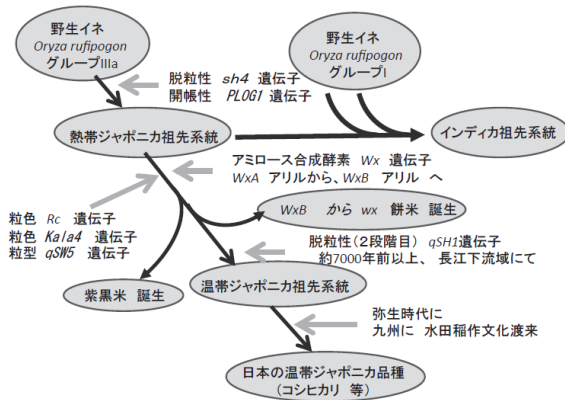 野生イネ
Oryza rufipogon
グループIIIa
野生イネ
Oryza rufipogon
グループI
脱粒性 sh4 遺伝子
開帳性 PLOG1 遺伝子
熱帯ジャポニカ祖先系統
インディカ祖先系統
アミロース合成酵素 Wx 遺伝子
WxA アリルから、WxB アリル へ
粒色 Rc 遺伝子
粒色 Kala4 遺伝子
粒型 qSW5 遺伝子
WxB から wx 餅米 誕生
脱粒性(2段階目) qSH1遺伝子
約7000年前以上、長江下流域にて
紫黒米 誕生
温帯ジャポニカ祖先系統
弥生時代に
九州に 水田稲作文化渡来
日本の温帯ジャポニカ品種
(コシヒカリ 等)